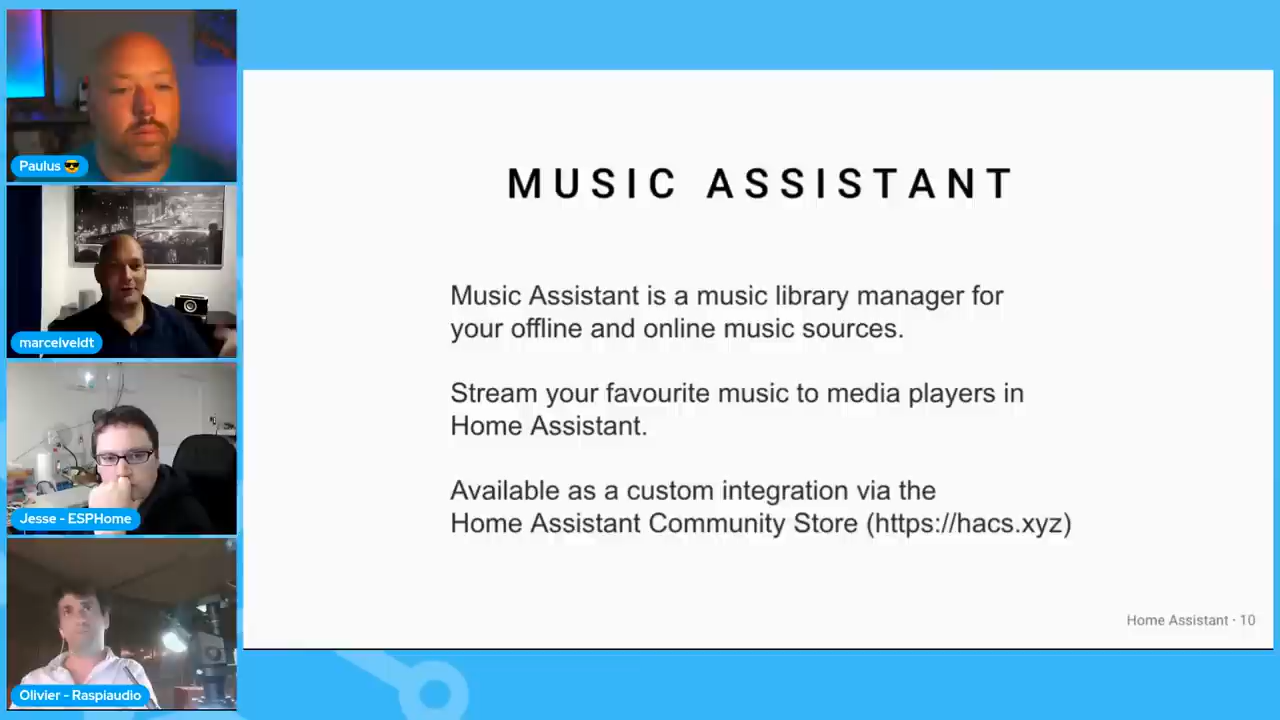 Paulus 😎
marcelveldt
Jesse - ESPHome
Olivier - Raspiaudio
MUSIC ASSISTANT
Music Assistant is a music library manager for
your offline and online music sources.
Stream your favourite music to media players in
Home Assistant.
Available as a custom integration via the
Home Assistant Community Store (https://hacs.xyz)
Home Assistant · 10